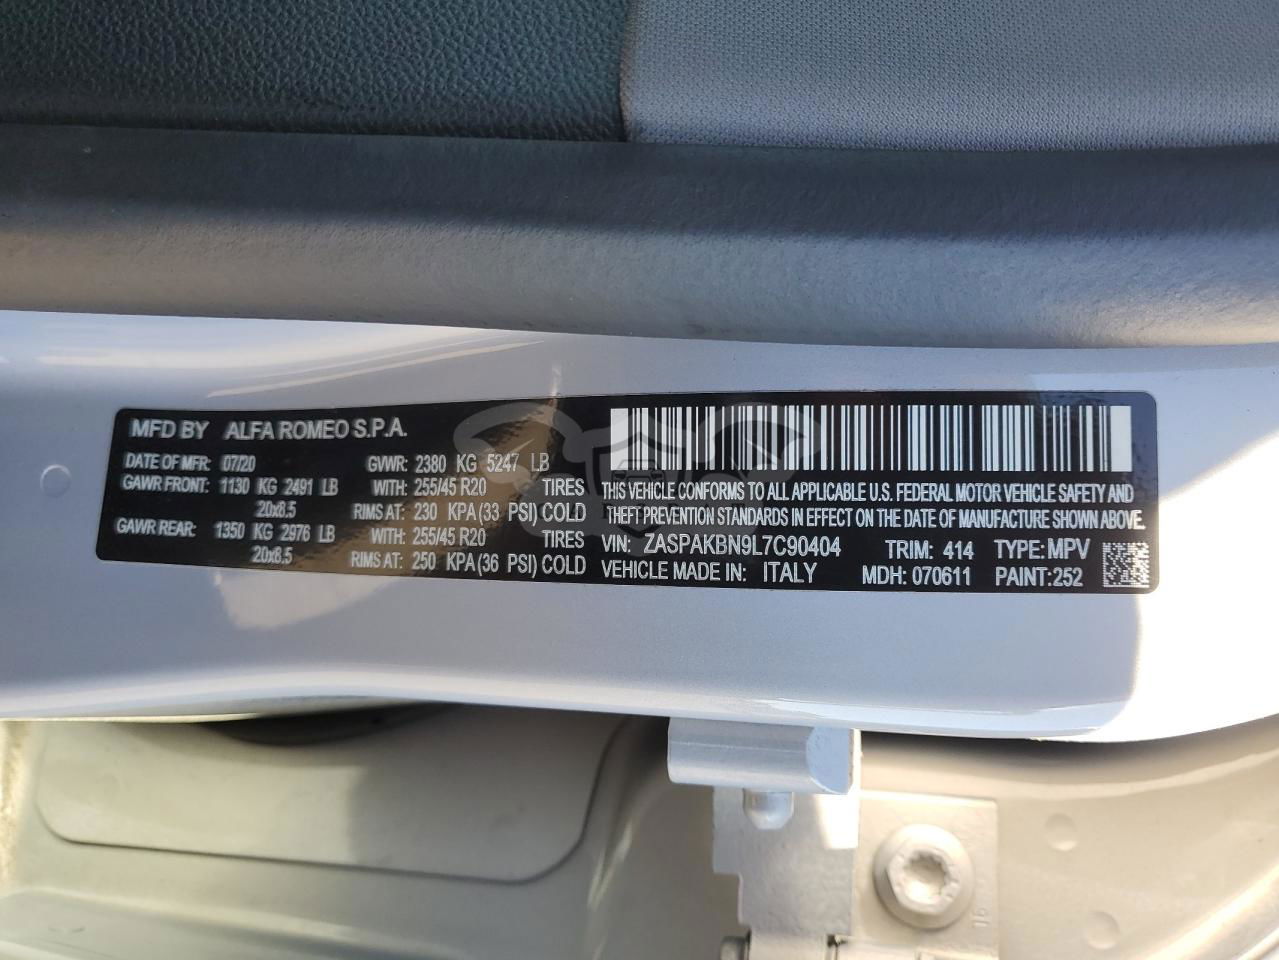 MFD BY ALFA ROMEO S.P.A.
DATE OF MFR: 07/20 GVWR: 2380 KG 5247 LB
GAWR FRONT: 1130 KG 2491 LB WITH: 255/45 R20 TIRES
20x8.5 RIMS AT: 230 KPA (33 PSI) COLD
GAWR REAR: 1350 KG 2976 LB WITH: 255/45 R20 TIRES
20x8.5 RIMS AT: 250 KPA (36 PSI) COLD
THIS VEHICLE CONFORMS TO ALL APPLICABLE U.S. FEDERAL MOTOR VEHICLE SAFETY AND
THEFT PREVENTION STANDARDS IN EFFECT ON THE DATE OF MANUFACTURE SHOWN ABOVE.
VIN: ZASPAKBN9L7C90404 TRIM: 414 TYPE: MPV
VEHICLE MADE IN: ITALY MDH: 070611 PAINT: 252
16